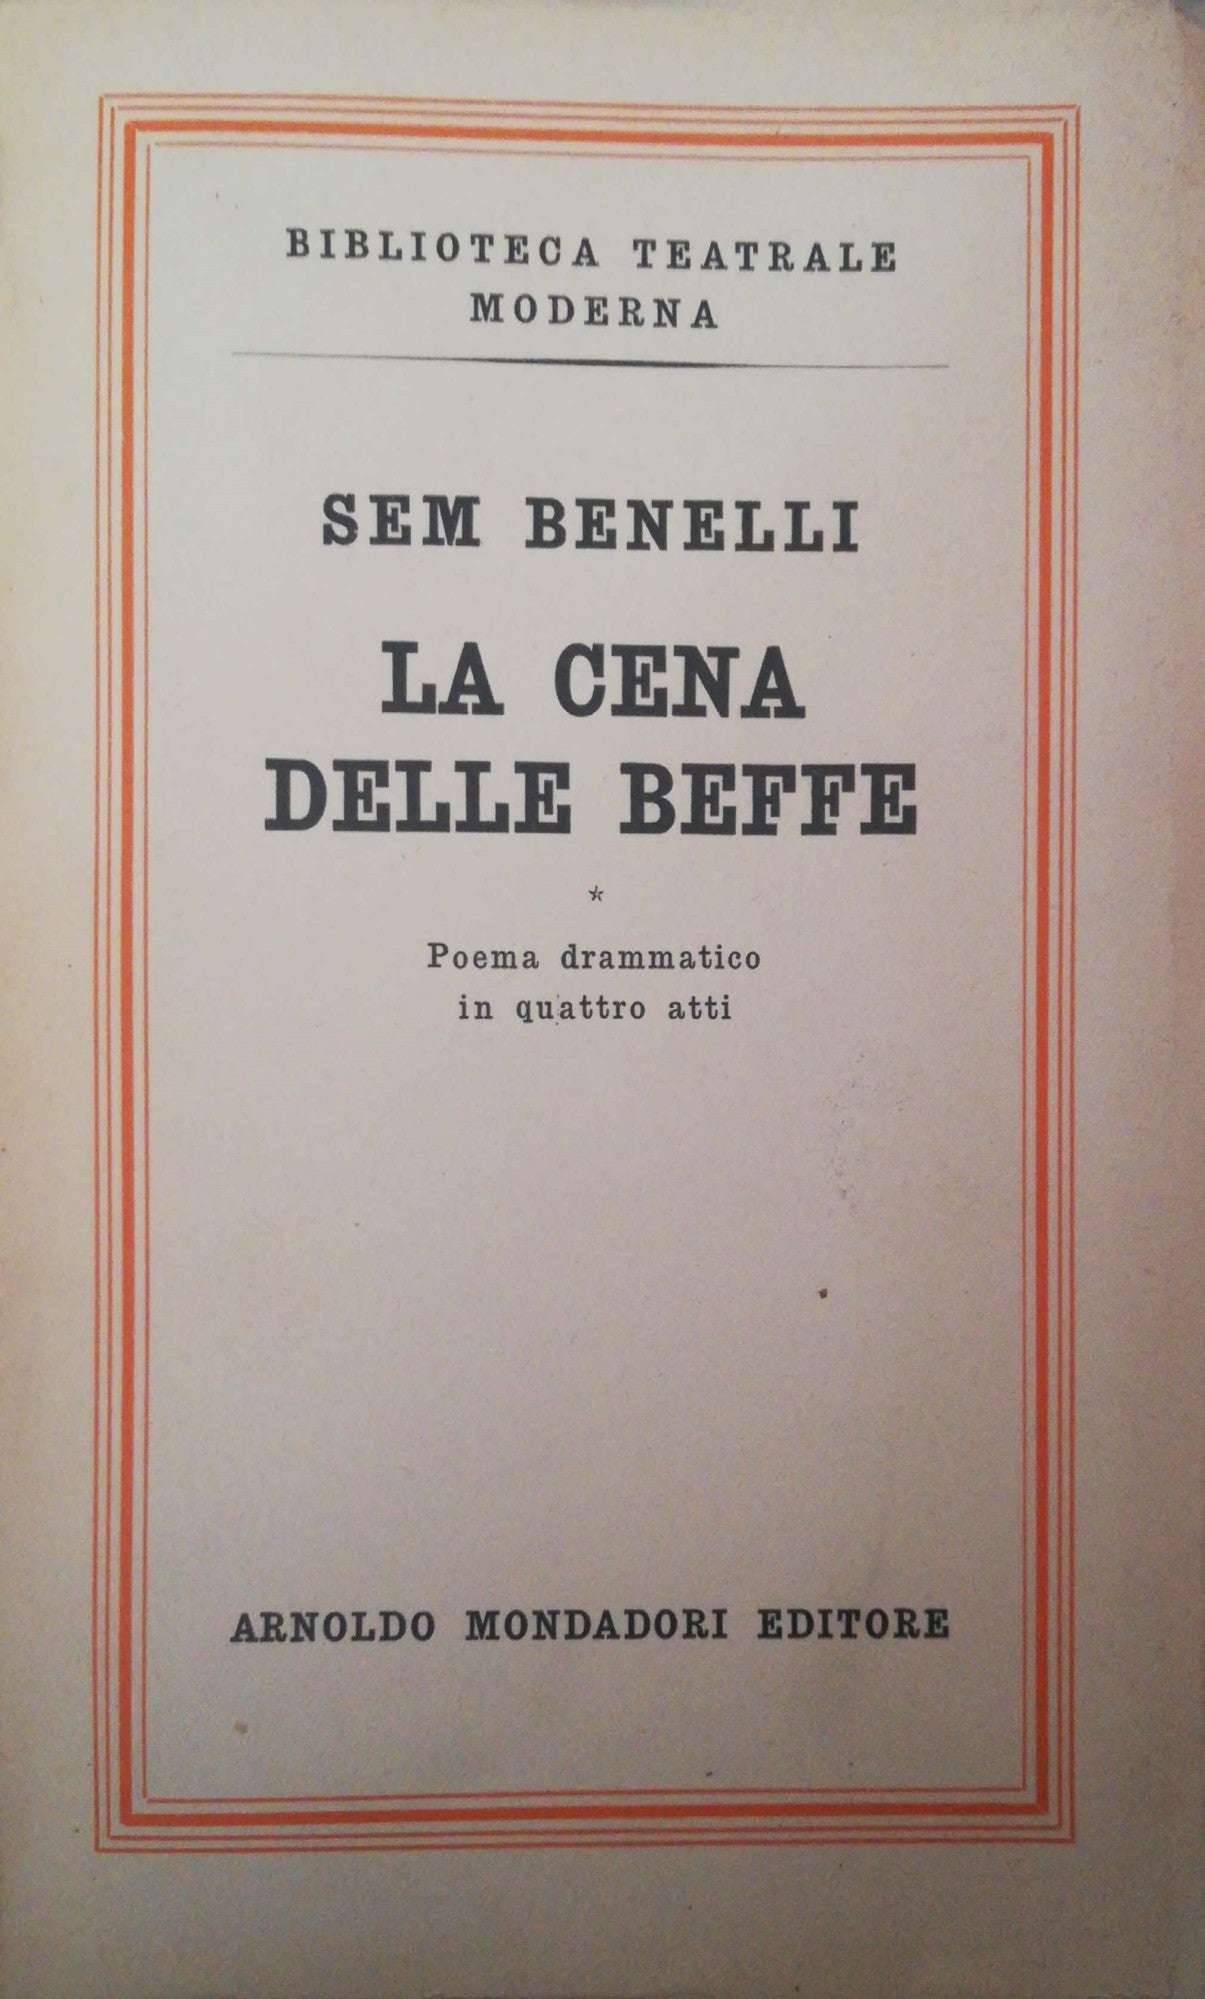 BIBLIOTECA TEATRALE
MODERNA
SEM BENELLI
LA CENA
DELLE BEFFE
*
Poema drammatico
in quattro atti
ARNOLDO MONDADORI EDITORE